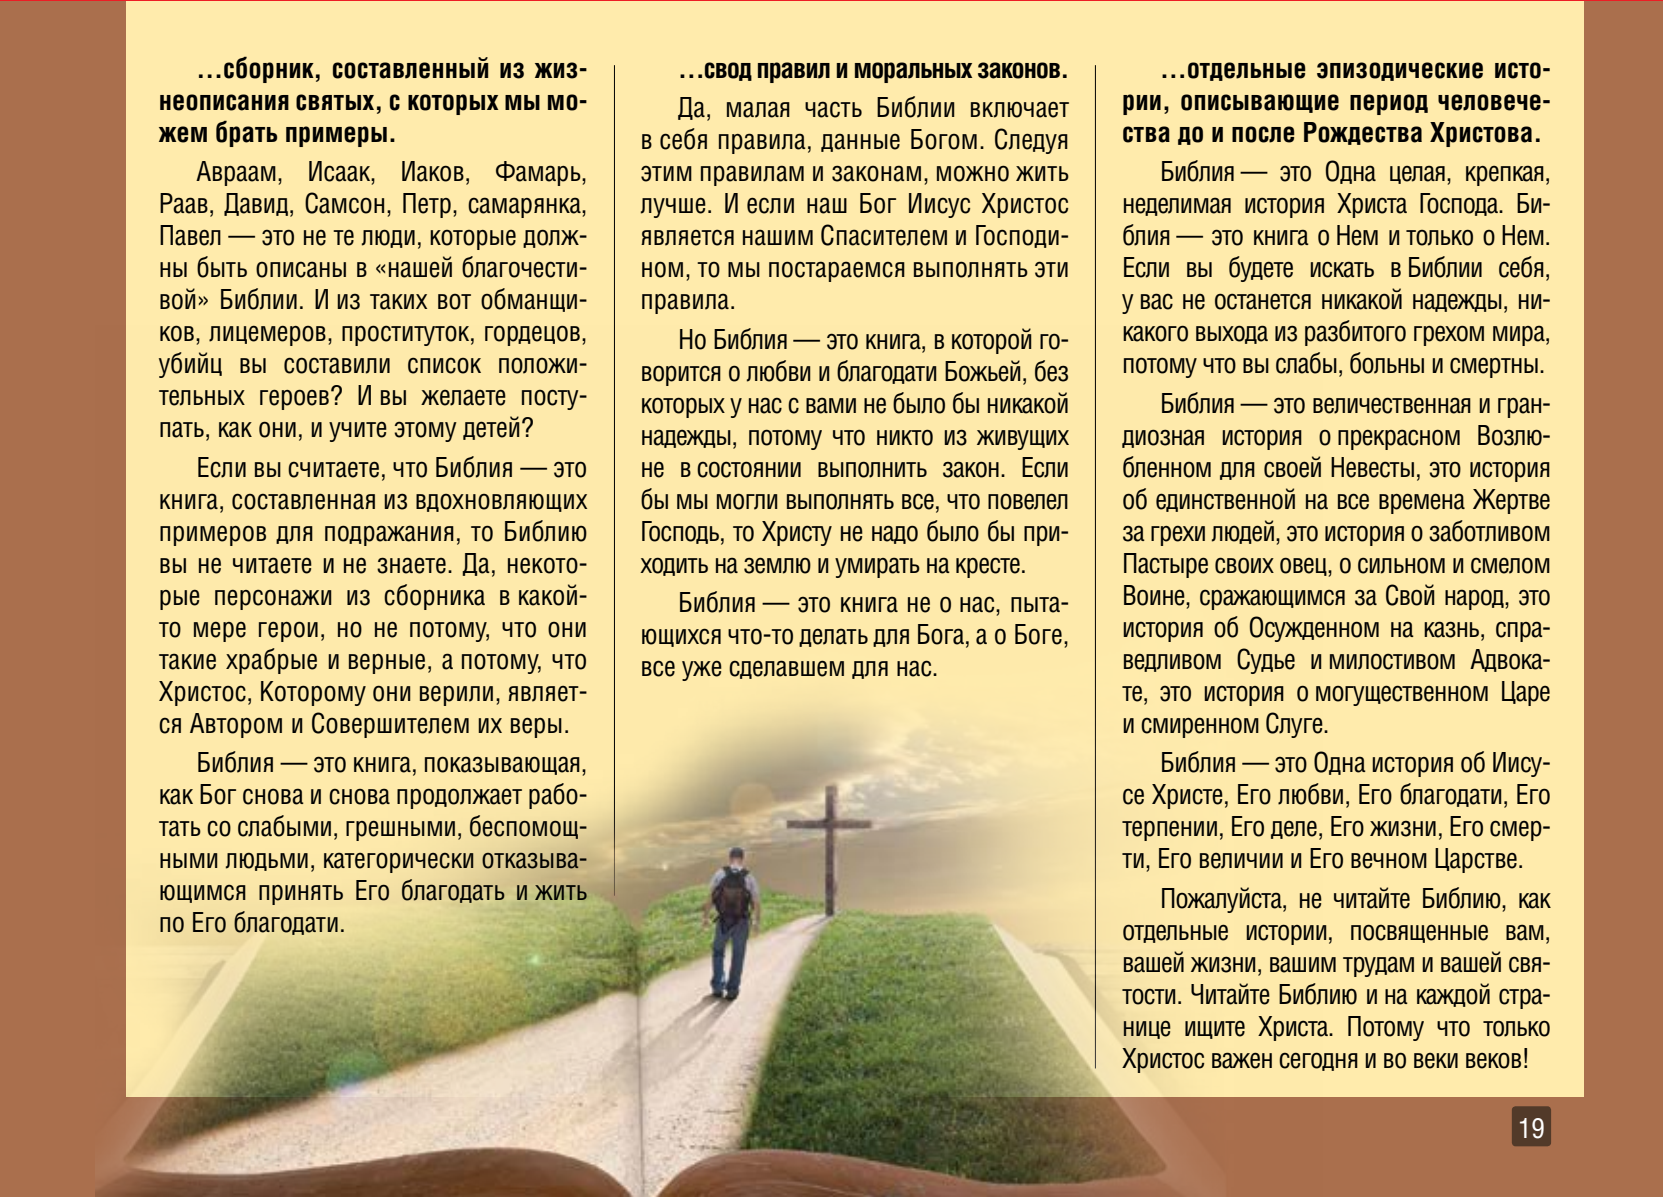 ...сборник, составленный из жиз-
неописания святых, с которых мы мо-
жем брать примеры.
Авраам, Исаак, Иаков, Фамарь,
Раав, Давид, Самсон, Петр, самарянка,
Павел — это не те люди, которые долж-
ны быть описаны в «нашей благочести-
вой» Библии. И из таких вот обманщи-
ков, лицемеров, проституток, гордецов,
убийц вы составили список положи-
тельных героев? И вы желаете посту-
пать, как они, и учите этому детей?
Если вы считаете, что Библия — это
книга, составленная из вдохновляющих
примеров для подражания, то Библию
вы не читаете и не знаете. Да, некото-
рые персонажи из сборника в какой-
то мере герои, но не потому, что они
такие храбрые и верные, а потому, что
Христос, Которому они верили, являет-
ся Автором и Совершителем их веры.
Библия — это книга, показывающая,
как Бог снова и снова продолжает рабо-
тать со слабыми, грешными, беспомощ-
ными людьми, категорически отказыва-
ющимся принять Его благодать и жить
по Его благодати.
...свод правил и моральных законов.
Да, малая часть Библии включает
в себя правила, данные Богом. Следуя
этим правилам и законам, можно жить
лучше. И если наш Бог Иисус Христос
является нашим Спасителем и Господи-
ном, то мы постараемся выполнять эти
правила.
Но Библия — это книга, в которой го-
ворится о любви и благодати Божьей, без
которых у нас с вами не было бы никакой
надежды, потому что никто из живущих
не в состоянии выполнить закон. Если
бы мы могли выполнять все, что повелел
Господь, то Христу не надо было бы при-
ходить на землю и умирать на кресте.
Библия — это книга не о нас, пыта-
ющихся что-то делать для Бога, а о Боге,
все уже сделавшем для нас.
...отдельные эпизодические исто-
рии, описывающие период человече-
ства до и после Рождества Христова.
Библия — это Одна целая, крепкая,
неделимая история Христа Господа. Би-
блия — это книга о Нем и только о Нем.
Если вы будете искать в Библии себя,
у вас не останется никакой надежды, ни-
какого выхода из разбитого грехом мира,
потому что вы слабы, больны и смертны.
Библия — это величественная и гран-
диозная история о прекрасном Возлю-
бленном для своей Невесты, это история
об единственной на все времена Жертве
за грехи людей, это история о заботливом
Пастыре своих овец, о сильном и смелом
Воине, сражающимся за Свой народ, это
история об Осужденном на казнь, спра-
ведливом Судье и милостивом Адвока-
те, это история о могущественном Царе
и смиренном Слуге.
Библия — это Одна история об Иису-
се Христе, Его любви, Его благодати, Его
терпении, Его деле, Его жизни, Его смер-
ти, Его величии и Его вечном Царстве.
Пожалуйста, не читайте Библию, как
отдельные истории, посвященные вам,
вашей жизни, вашим трудам и вашей свя-
тости. Читайте Библию и на каждой стра-
нице ищите Христа. Потому что только
Христос важен сегодня и во веки веков!
19